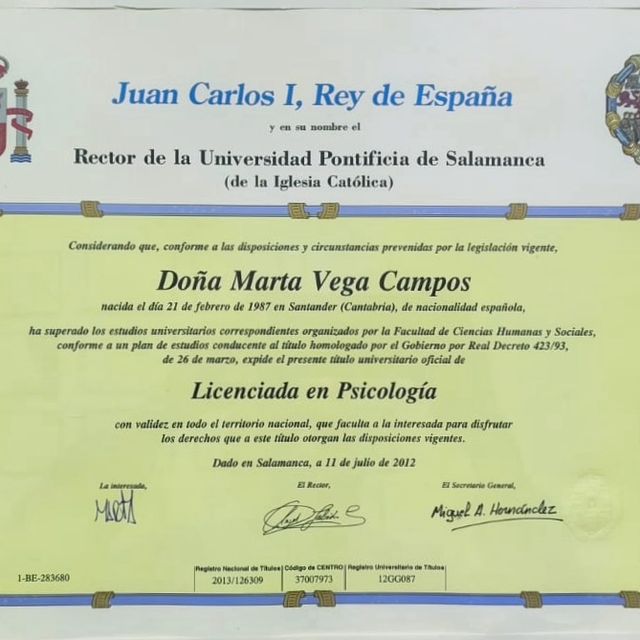 Juan Carlos I, Rey de España
y en su nombre el
Rector de la Universidad Pontificia de Salamanca
(de la Iglesia Católica)
Considerando que, conforme a las disposiciones y circunstancias prevenidas por la legislación vigente,
Doña Marta Vega Campos
nacida el día 21 de febrero de 1987 en Santander (Cantabria), de nacionalidad española,
ha superado los estudios universitarios correspondientes organizados por la Facultad de Ciencias Humanas y Sociales,
conforme a un plan de estudios conducente al título homologado por el Gobierno por Real Decreto 423/93,
de 26 de marzo, expide el presente título universitario oficial de
Licenciada en Psicología
con validez en todo el territorio nacional, que faculta a la interesada para disfrutar
los derechos que a este título otorgan las disposiciones vigentes.
Dado en Salamanca, a 11 de julio de 2012
La interesada, El Rector, El Secretario General,
Miguel A. Hernández
Registro Nacional de Títulos Código de CENTRO Registro Universitario de Títulos
1-BE-283680 2013/126309 37007973 12GG087